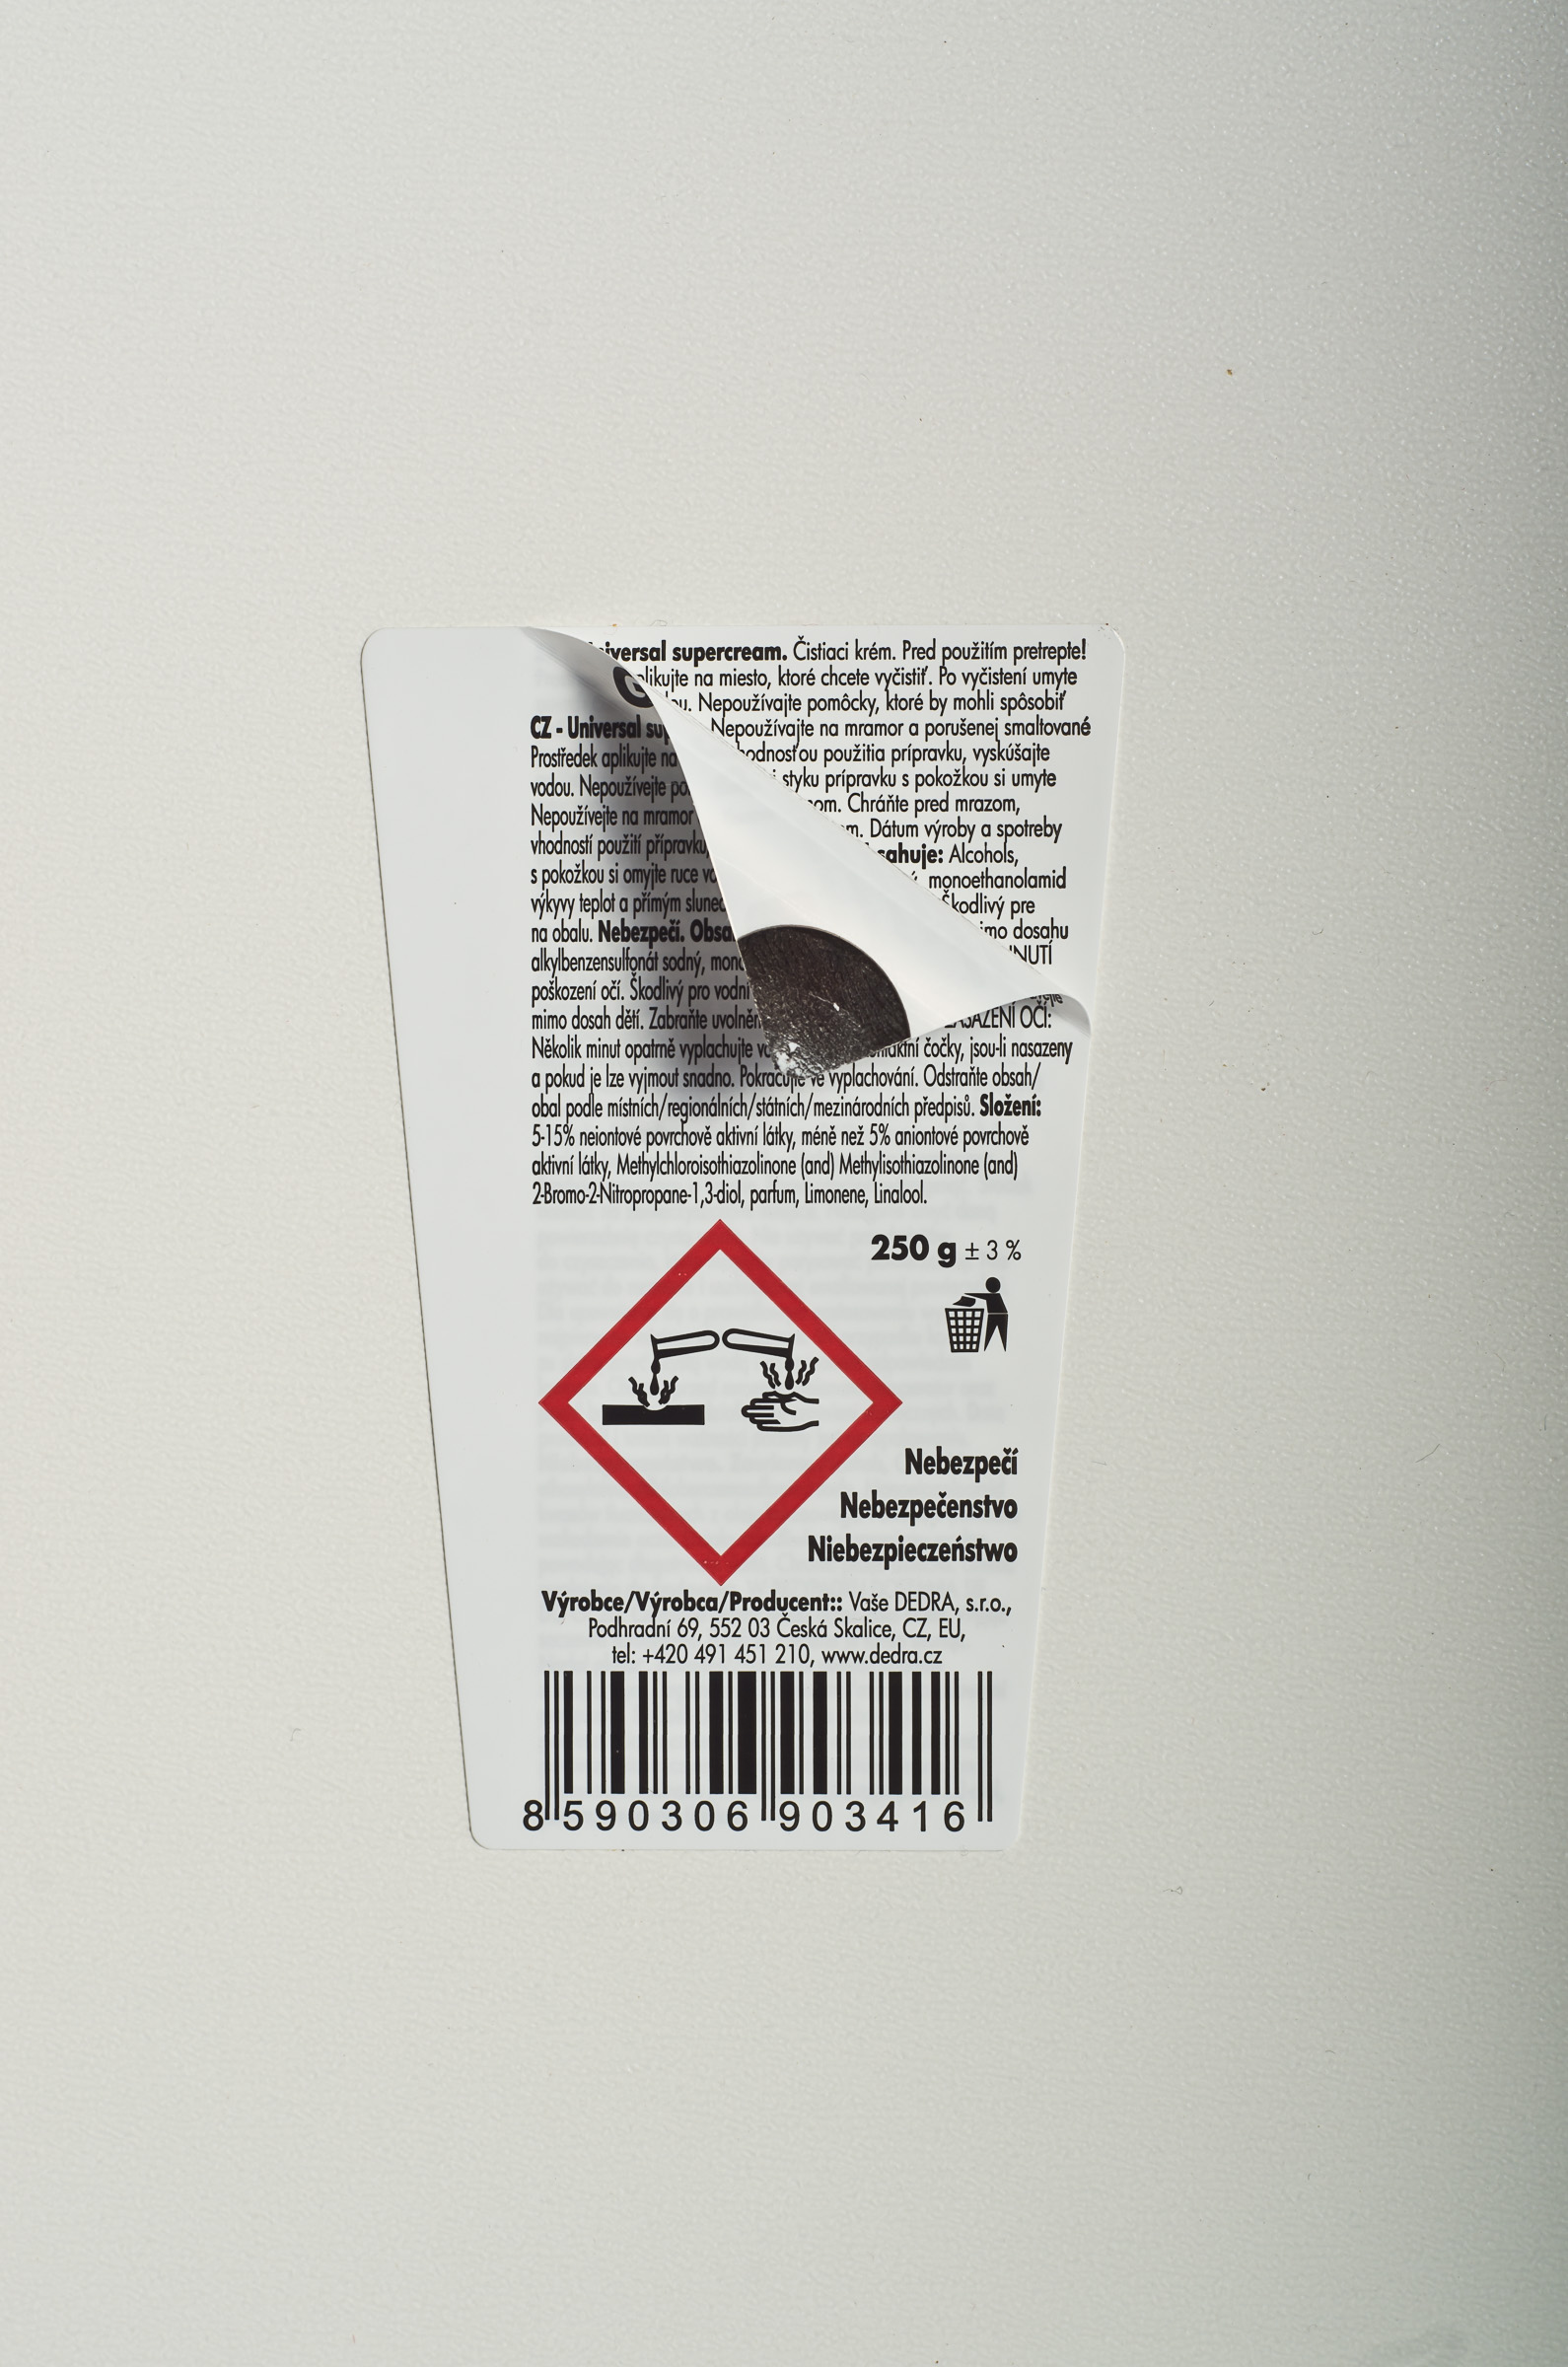 Universal supercream. Čistiaci krém. Pred použitím pretrepte!
na miesto, ktoré chcete vyčistiť. Po vyčistení umyte
Nepoužívajte pomôcky, ktoré by mohli spôsobiť
Nepoužívajte na mramor a porušenej smaltované
použitia prípravku, vyskúšajte
styku prípravku s pokožkou si umyte
Chráňte pred mrazom,
Dátum výroby a spotreby
Alcohols,
monoethanolamid
Škodlivý pre
dosahu
CZ - Universal
Prostředek aplikujte na
vodou. Nepoužívejte
Nepoužívejte na mramor
vhodností použití přípravku,
s pokožkou si omyjte ruce
výkyvy teplot a přímým
na obalu. Nebezpečí.
alkylbenzensulfonát sodný,
poškození očí. Škodlivý pro vodní
mimo dosah dětí. Zabraňte ZASAŽENÍ OČÍ:
Několik minut opatrně vyplachujte čočky, jsou-li nasazeny
a pokud je lze vyjmout snadno. Pokračujte ve vyplachování. Odstraňte obsah/
obal podle místních/regionálních/státních/mezinárodních předpisů. Složení:
5-15% neiontové povrchově aktivní látky, méně než 5% aniontové povrchově
aktivní látky, Methylchloroisothiazolinone (and) Methylisothiazolinone (and)
2-Bromo-2-Nitropropane-1,3-diol, parfum, Limonene, Linalool.
250 g ± 3 %
Nebezpečí
Nebezpečenstvo
Niebezpieczeństwo
Výrobce/Výrobca/Producent:: Vaše DEDRA, s.r.o.,
Podhradní 69, 552 03 Česká Skalice, CZ, EU,
tel: +420 491 451 210, www.dedra.cz
8 590306 903416